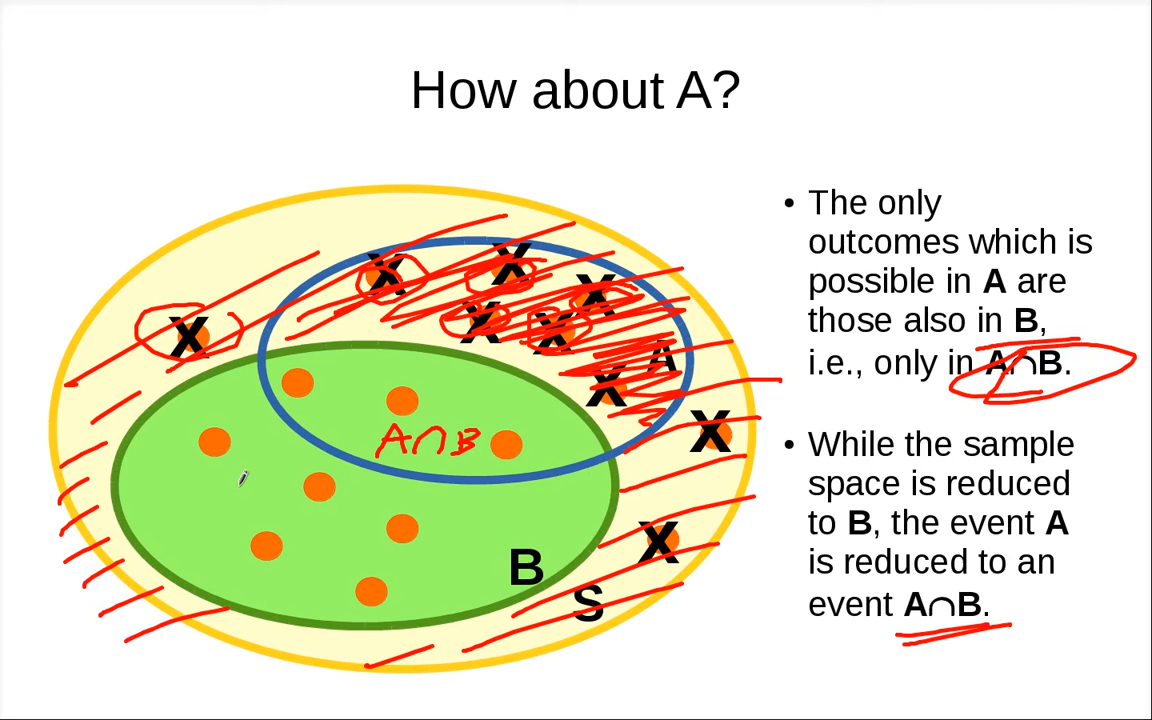 How about A?
• The only
outcomes which is
possible in A are
those also in B,
i.e., only in A∩B.
• While the sample
space is reduced
to B, the event A
is reduced to an
event A∩B.
X
X
X
X
X
X
X
A
X
X
X
A∩B
B
S